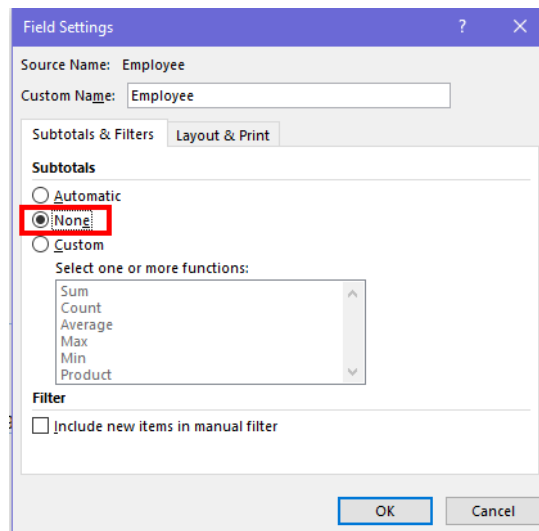 Field Settings ? ×
Source Name: Employee
Custom Name: Employee
Subtotals & Filters Layout & Print
Subtotals
Automatic
None
Custom
Select one or more functions:
Sum
Count
Average
Max
Min
Product
Filter
Include new items in manual filter
OK Cancel